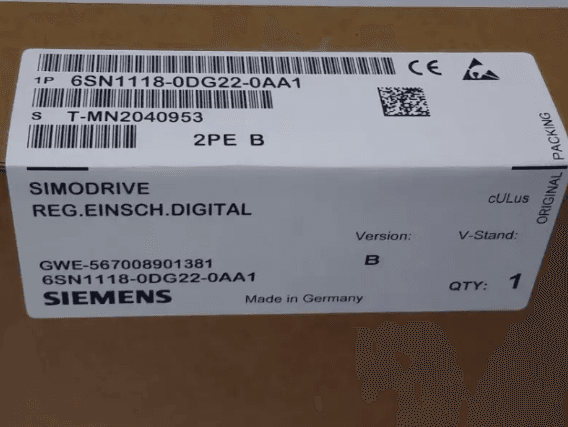 1P 6SN1118-0DG22-0AA1
S T-MN2040953
2PE B
SIMODRIVE
REG.EINSCH.DIGITAL
cULus
ORIGINAL PACKING
Version: V-Stand:
B
GWE-567008901381
6SN1118-0DG22-0AA1
QTY: 1
SIEMENS Made in Germany